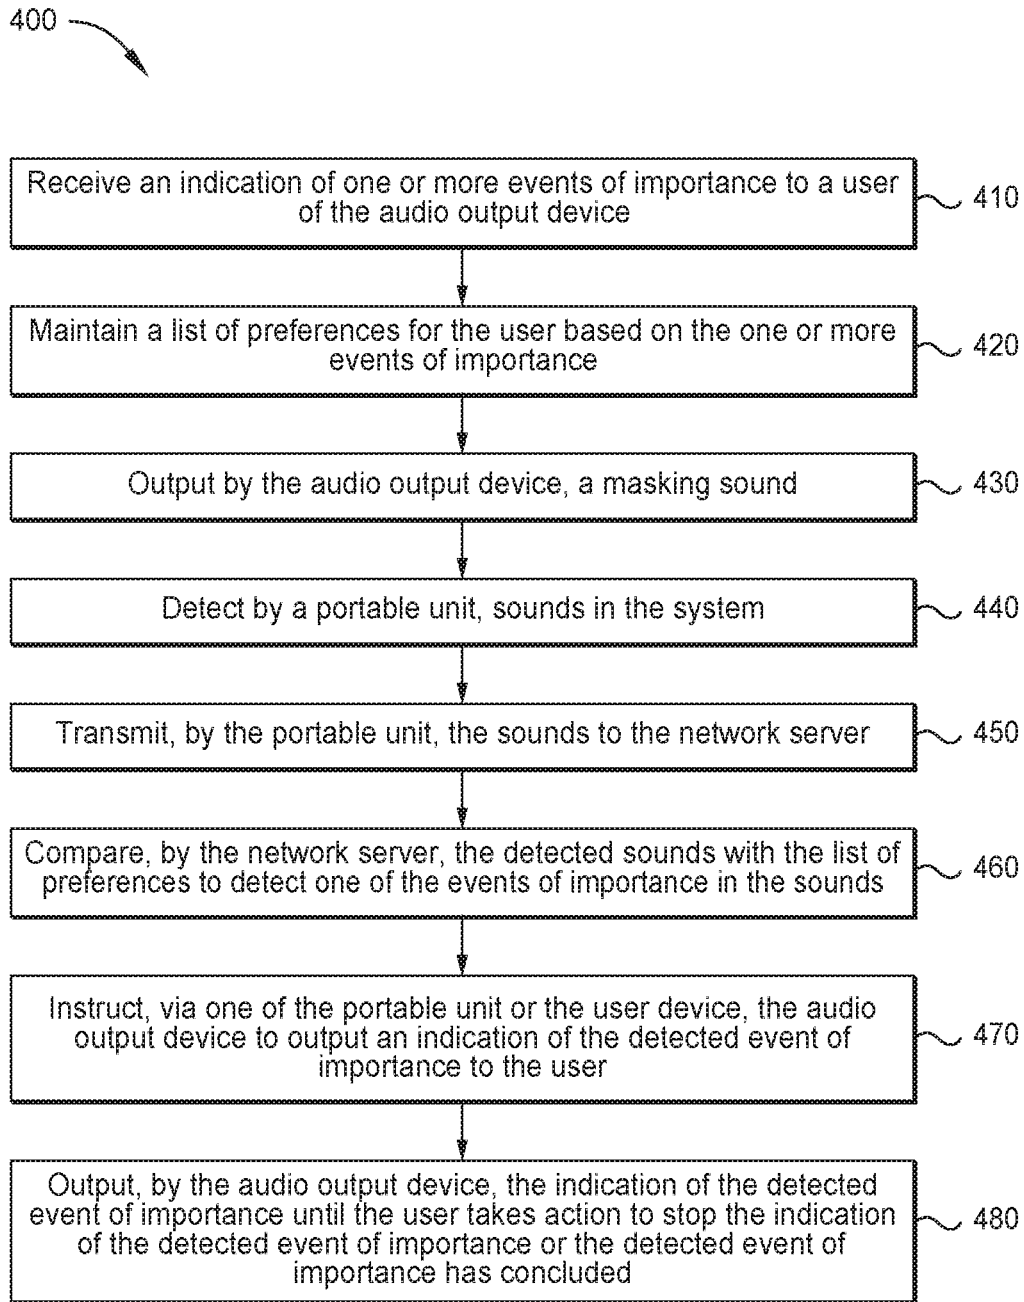 400
Receive an indication of one or more events of importance to a user
of the audio output device
410
Maintain a list of preferences for the user based on the one or more
events of importance
420
Output by the audio output device, a masking sound
430
Detect by a portable unit, sounds in the system
440
Transmit, by the portable unit, the sounds to the network server
450
Compare, by the network server, the detected sounds with the list of
preferences to detect one of the events of importance in the sounds
460
Instruct, via one of the portable unit or the user device, the audio
output device to output an indication of the detected event of
importance to the user
470
Output, by the audio output device, the indication of the detected
event of importance until the user takes action to stop the indication
of the detected event of importance or the detected event of
importance has concluded
480